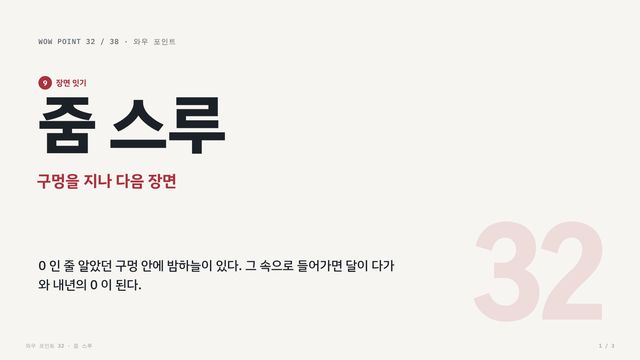 WOW POINT 32 / 38 · 와우 포인트
9 장면 잇기
줌 스루
구멍을 지나 다음 장면
0 인 줄 알았던 구멍 안에 밤하늘이 있다. 그 속으로 들어가면 달이 다가
와 내년의 0 이 된다.
32
와우 포인트 32 · 줌 스루
1 / 3